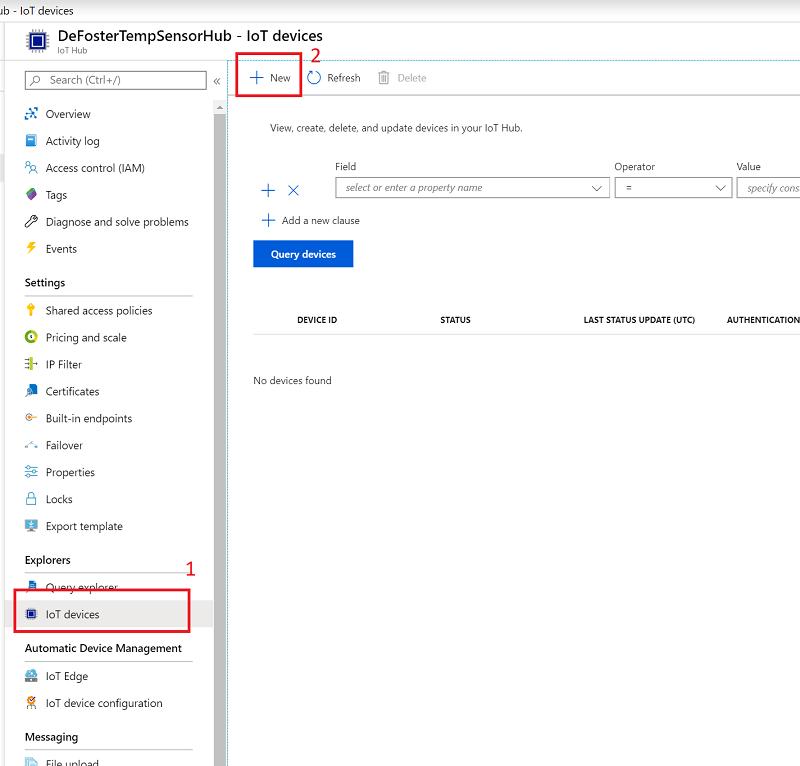 ub - IoT devices
DeFosterTempSensorHub - IoT devices
IoT Hub
2
Search (Ctrl+/)
«
New
Refresh
Delete
Overview
Activity log
Access control (IAM)
Tags
Diagnose and solve problems
Events
Settings
Shared access policies
Pricing and scale
IP Filter
Certificates
Built-in endpoints
Failover
Properties
Locks
Export template
Explorers
1
Query explorer
IoT devices
Automatic Device Management
IoT Edge
IoT device configuration
Messaging
File upload
View, create, delete, and update devices in your IoT Hub.
Field
Operator
Value
select or enter a property name
=
specify cons
Add a new clause
Query devices
DEVICE ID
STATUS
LAST STATUS UPDATE (UTC)
AUTHENTICATION
No devices found